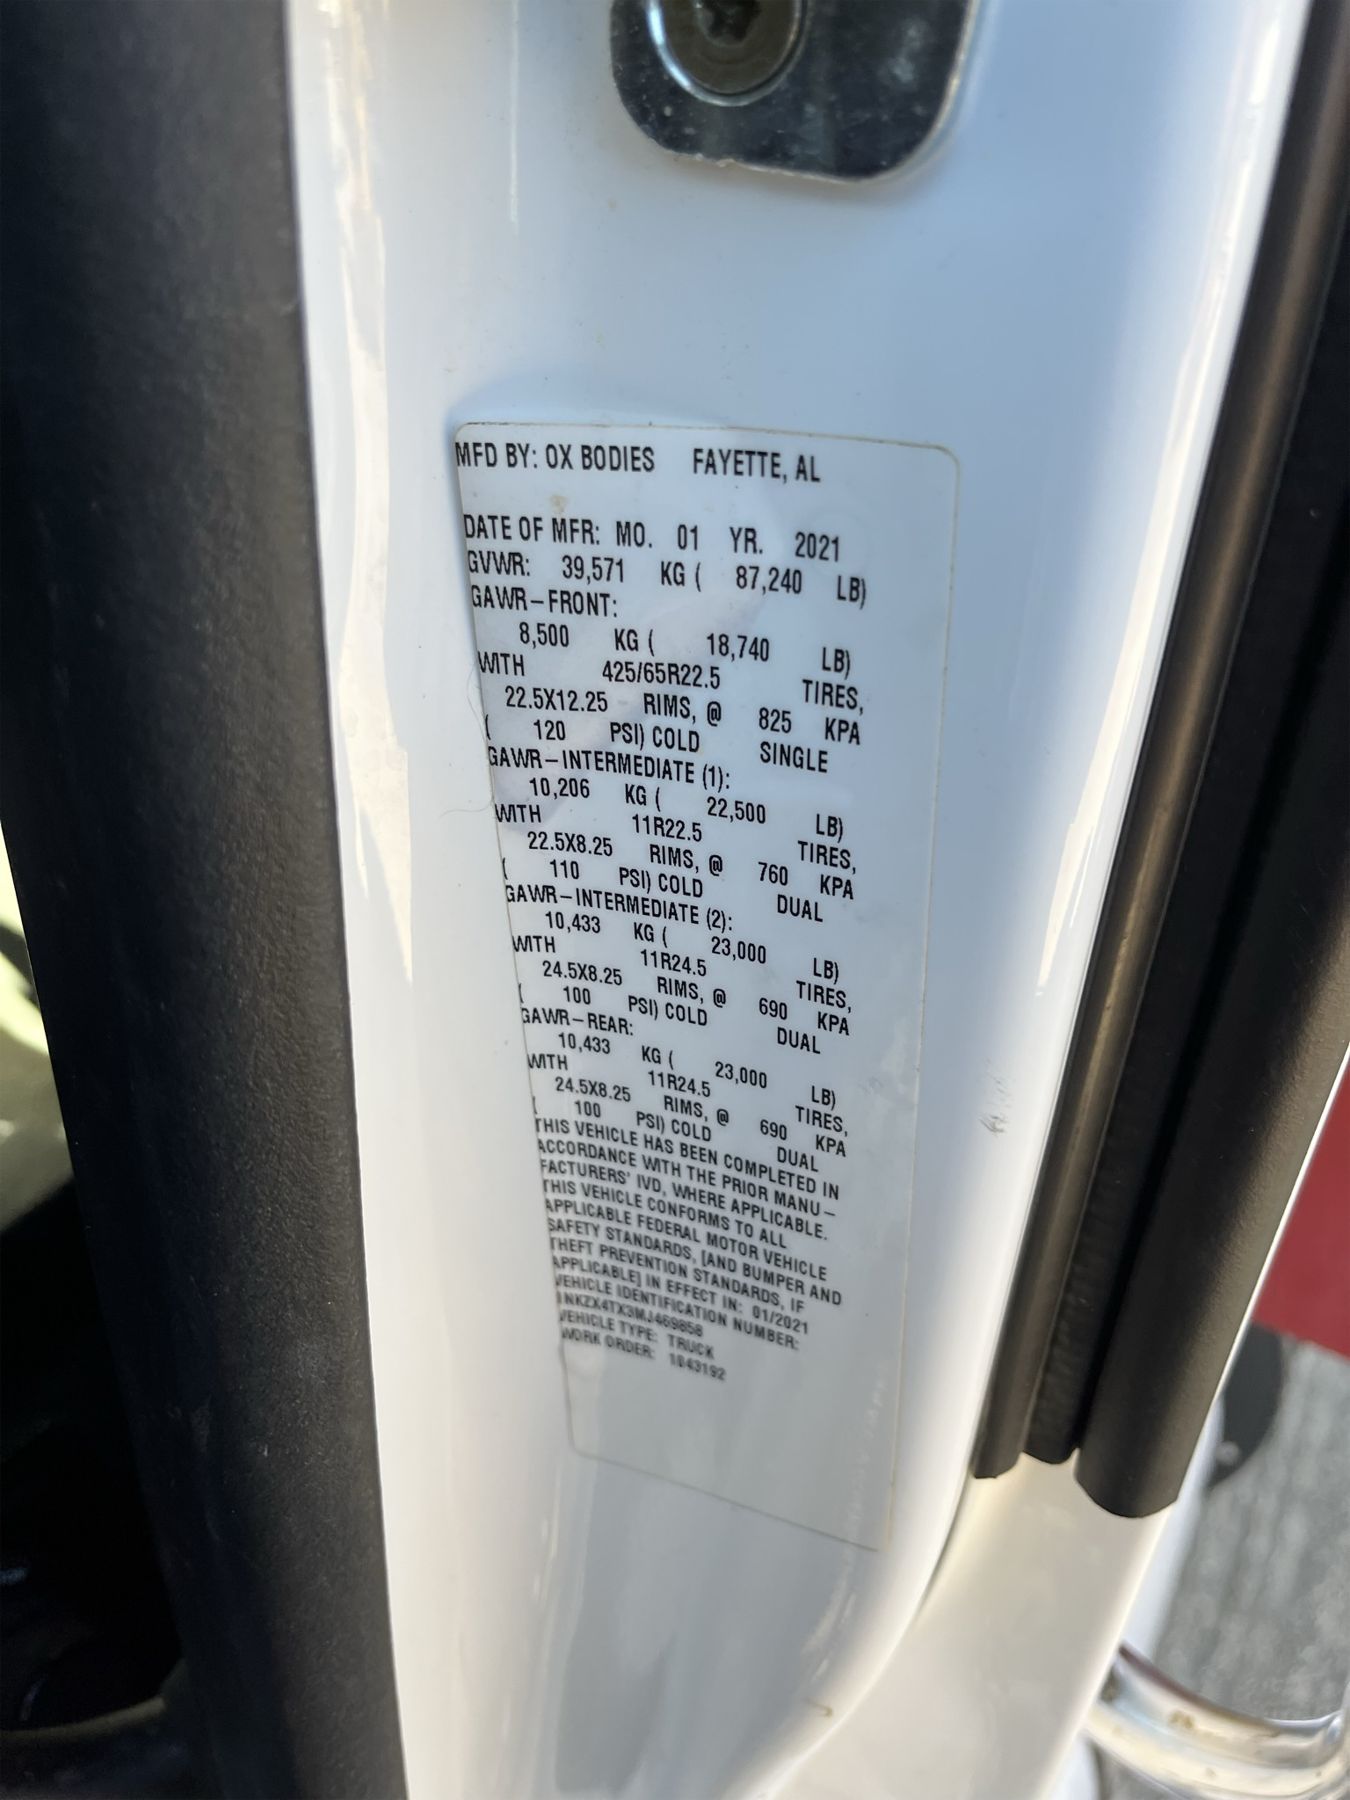 MFD BY: OX BODIES FAYETTE, AL
DATE OF MFR: MO. 01 YR. 2021
GVWR: 39,571 KG ( 87,240 LB)
GAWR-FRONT:
8,500 KG ( 18,740 LB)
WITH 425/65R22.5 TIRES,
22.5X12.25 RIMS, @ 825 KPA
( 120 PSI) COLD SINGLE
GAWR-INTERMEDIATE (1):
10,206 KG ( 22,500 LB)
WITH 11R22.5 TIRES,
22.5X8.25 RIMS, @ 760 KPA
( 110 PSI) COLD DUAL
GAWR-INTERMEDIATE (2):
10,433 KG ( 23,000 LB)
WITH 11R24.5 TIRES,
24.5X8.25 RIMS, @ 690 KPA
( 100 PSI) COLD DUAL
GAWR-REAR:
10,433 KG ( 23,000 LB)
WITH 11R24.5 TIRES,
24.5X8.25 RIMS, @ 690 KPA
( 100 PSI) COLD DUAL
THIS VEHICLE HAS BEEN COMPLETED IN
ACCORDANCE WITH THE PRIOR MANU-
FACTURERS' IVD, WHERE APPLICABLE.
THIS VEHICLE CONFORMS TO ALL
APPLICABLE FEDERAL MOTOR VEHICLE
SAFETY STANDARDS, [AND BUMPER AND
THEFT PREVENTION STANDARDS, IF
APPLICABLE] IN EFFECT IN: 01/2021
VEHICLE IDENTIFICATION NUMBER:
1NKZX4TX3MJ469858
VEHICLE TYPE: TRUCK
WORK ORDER: 1043192